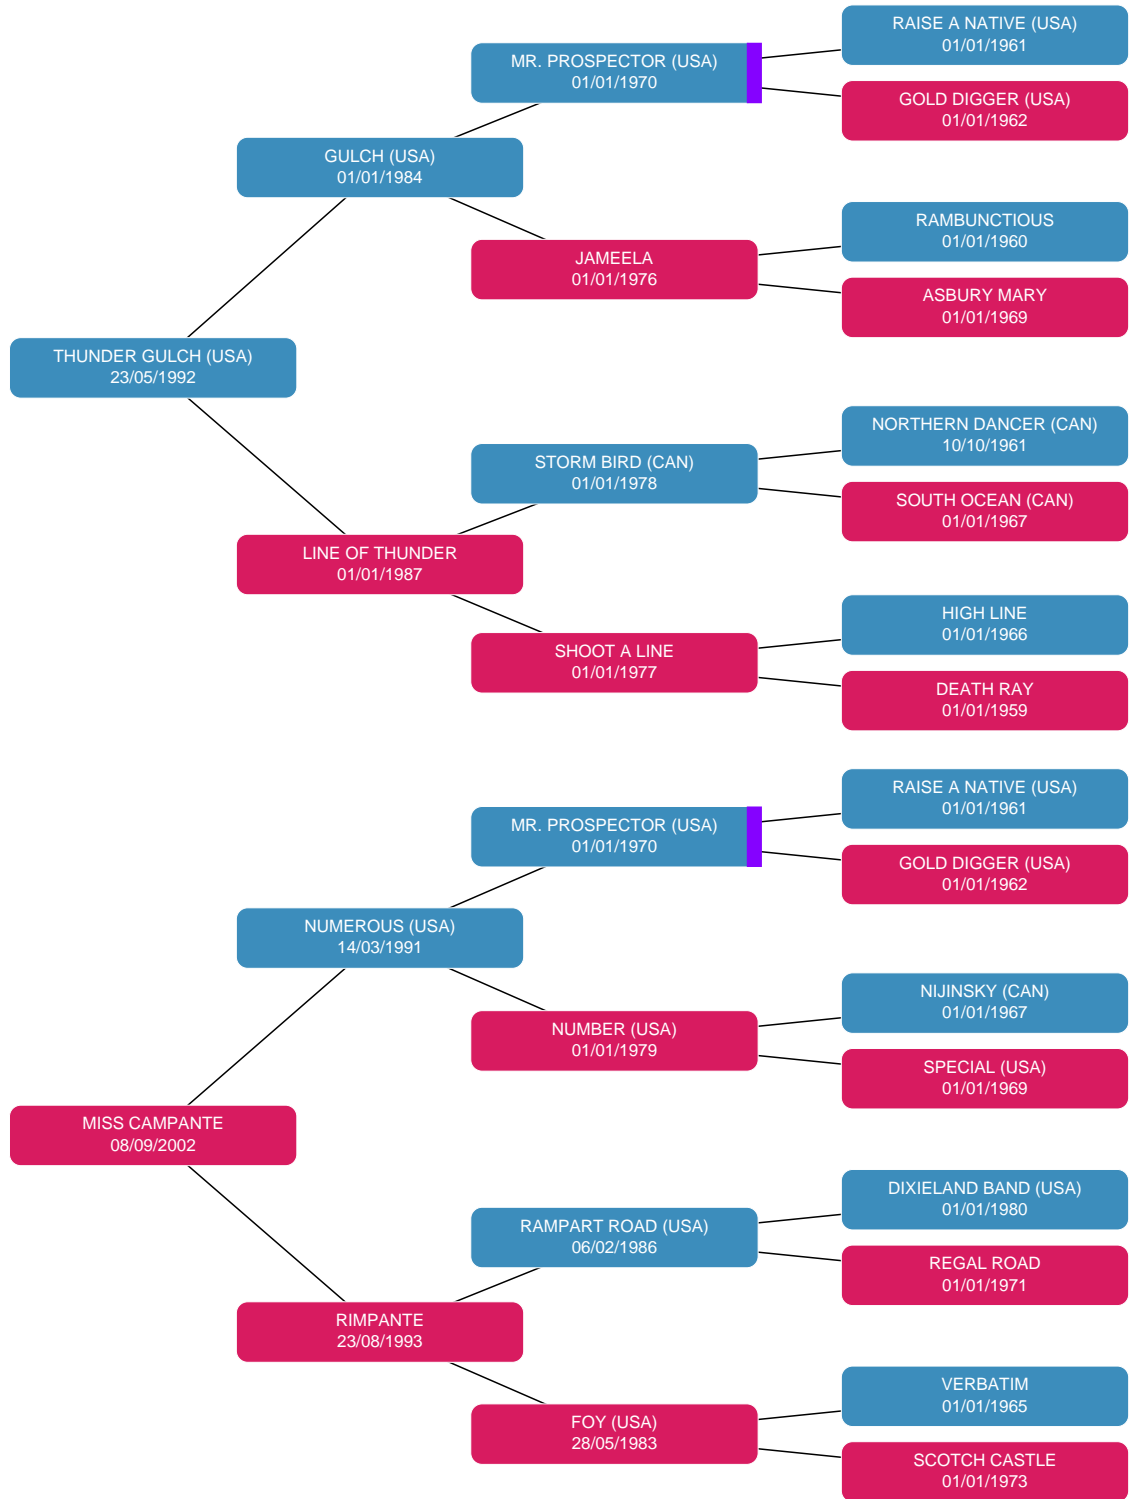 RAISE A NATIVE (USA)
01/01/1961
MR. PROSPECTOR (USA)
01/01/1970
GOLD DIGGER (USA)
01/01/1962
GULCH (USA)
01/01/1984
RAMBUNCTIOUS
01/01/1960
JAMEELA
01/01/1976
ASBURY MARY
01/01/1969
THUNDER GULCH (USA)
23/05/1992
NORTHERN DANCER (CAN)
10/10/1961
STORM BIRD (CAN)
01/01/1978
SOUTH OCEAN (CAN)
01/01/1967
LINE OF THUNDER
01/01/1987
HIGH LINE
01/01/1966
SHOOT A LINE
01/01/1977
DEATH RAY
01/01/1959
RAISE A NATIVE (USA)
01/01/1961
MR. PROSPECTOR (USA)
01/01/1970
GOLD DIGGER (USA)
01/01/1962
NUMEROUS (USA)
14/03/1991
NIJINSKY (CAN)
01/01/1967
NUMBER (USA)
01/01/1979
SPECIAL (USA)
01/01/1969
MISS CAMPANTE
08/09/2002
DIXIELAND BAND (USA)
01/01/1980
RAMPART ROAD (USA)
06/02/1986
REGAL ROAD
01/01/1971
RIMPANTE
23/08/1993
VERBATIM
01/01/1965
FOY (USA)
28/05/1983
SCOTCH CASTLE
01/01/1973